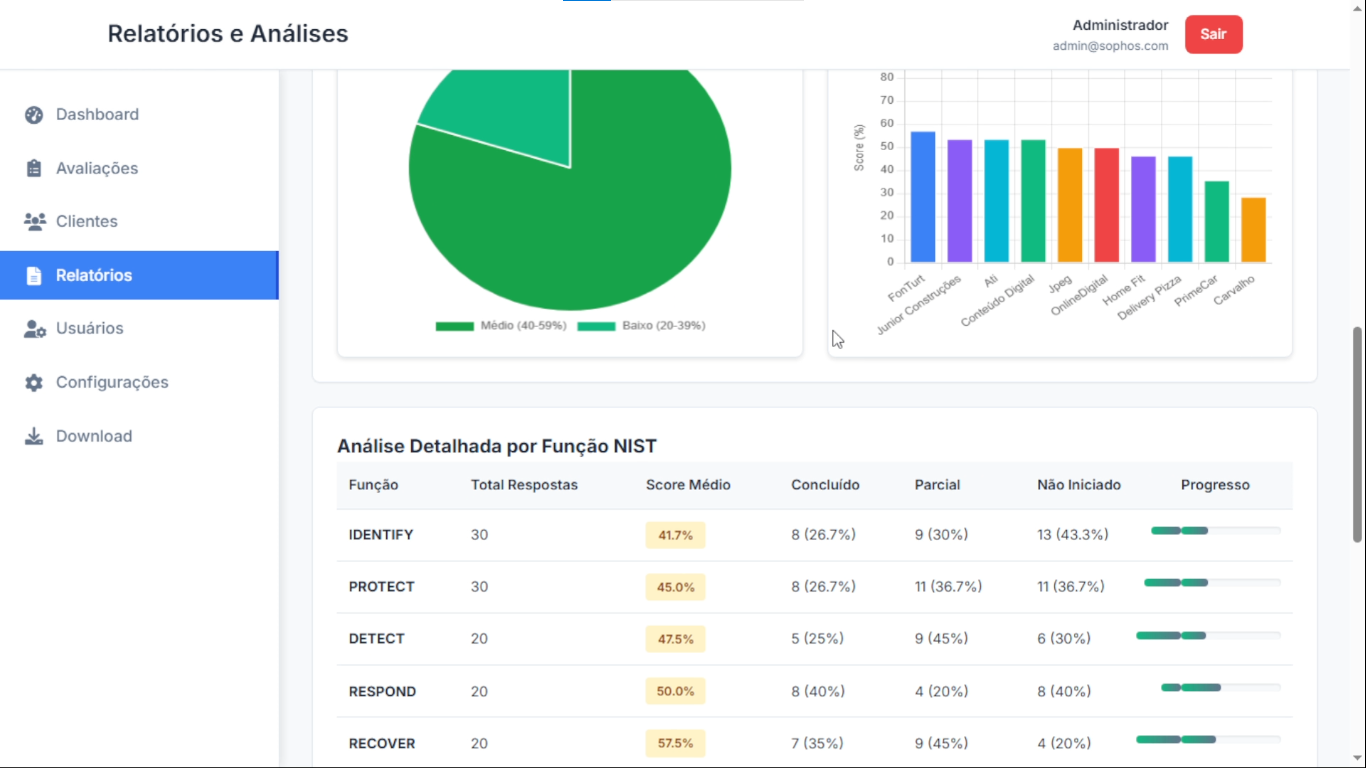 Relatórios e Análises
Administrador
admin@sophos.com
Sair
Dashboard
Avaliações
Clientes
Relatórios
Usuários
Configurações
Download
Médio (40-59%) Baixo (20-39%)
Score (%)
80
70
60
50
40
30
20
10
0
FonTurt
Junior Construções
Ati
Conteúdo Digital
Jpeg
OnlineDigital
Home Fit
Delivery Pizza
PrimeCar
Carvalho
Análise Detalhada por Função NIST
Função Total Respostas Score Médio Concluído Parcial Não Iniciado Progresso
IDENTIFY 30 41.7% 8 (26.7%) 9 (30%) 13 (43.3%)
PROTECT 30 45.0% 8 (26.7%) 11 (36.7%) 11 (36.7%)
DETECT 20 47.5% 5 (25%) 9 (45%) 6 (30%)
RESPOND 20 50.0% 8 (40%) 4 (20%) 8 (40%)
RECOVER 20 57.5% 7 (35%) 9 (45%) 4 (20%)